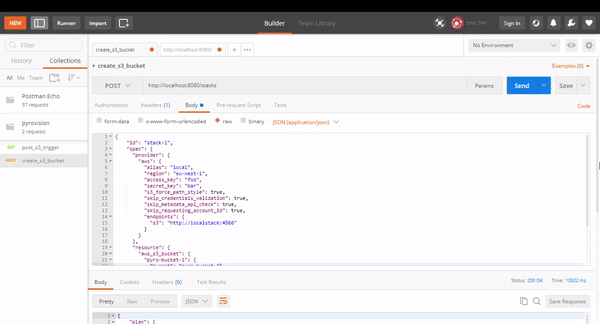 NEW Runner Import Builder Team Library SYNC OFF Sign In
Filter
History Collections
All Me Team
Postman Echo
37 requests
pyrovision
2 requests
POST post_s3_trigger
POST create_s3_bucket
create_s3_bucket http://localhost:8080/ + ••• No Environment
create_s3_bucket Examples (0)
POST http://localhost:8080/stacks Params Send Save
Authorization Headers (3) Body Pre-request Script Tests Code
form-data x-www-form-urlencoded raw binary JSON (application/json)
1 {
2 "id": "stack-1",
3 "spec": {
4 "provider": {
5 "aws": {
6 "alias": "local",
7 "region": "eu-west-1",
8 "access_key": "foo",
9 "secret_key": "bar",
10 "s3_force_path_style": true,
11 "skip_credentials_validation": true,
12 "skip_metadata_api_check": true,
13 "skip_requesting_account_id": true,
14 "endpoints": {
15 "s3": "http://localstack:4566"
16 }
17 }
18 },
19 "resource": {
20 "aws_s3_bucket": {
21 "pyro-bucket-1": {
Body Cookies Headers (6) Test Results Status: 200 OK Time: 10322 ms
Pretty Raw Preview JSON Save Response
1 {
2 "plan": {